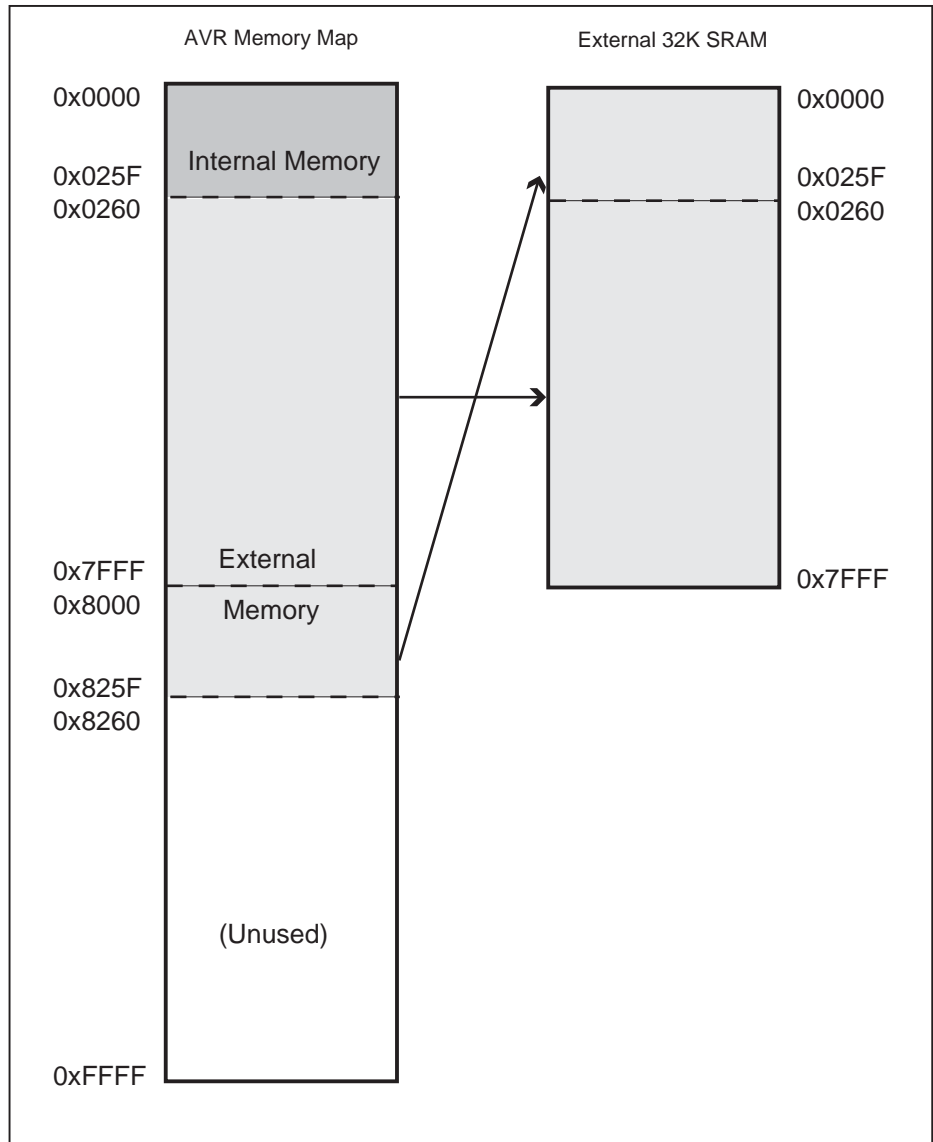 AVR Memory Map
0x0000
Internal Memory
0x025F
0x0260
External
0x7FFF
0x8000
Memory
0x825F
0x8260
(Unused)
0xFFFF
External 32K SRAM
0x0000
0x025F
0x0260
0x7FFF